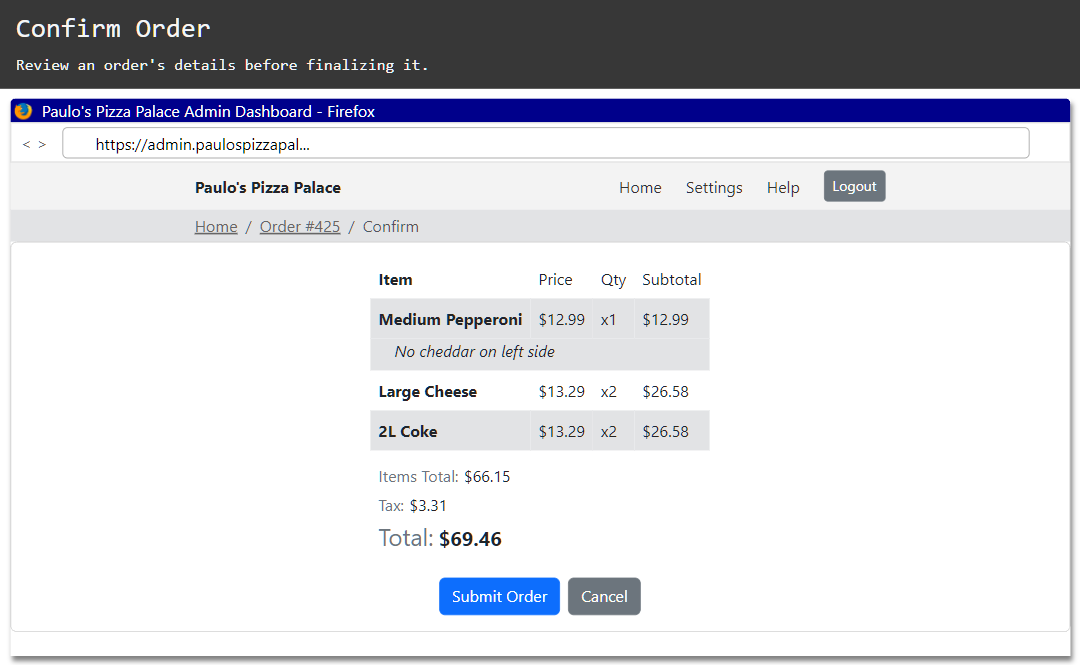 Confirm Order
Review an order's details before finalizing it.
Paulo's Pizza Palace Admin Dashboard - Firefox
< > https://admin.paulospizzapal...
Paulo's Pizza Palace Home Settings Help Logout
Home / Order #425 / Confirm
Item Price Qty Subtotal
Medium Pepperoni $12.99 x1 $12.99
No cheddar on left side
Large Cheese $13.29 x2 $26.58
2L Coke $13.29 x2 $26.58
Items Total: $66.15
Tax: $3.31
Total: $69.46
Submit Order Cancel